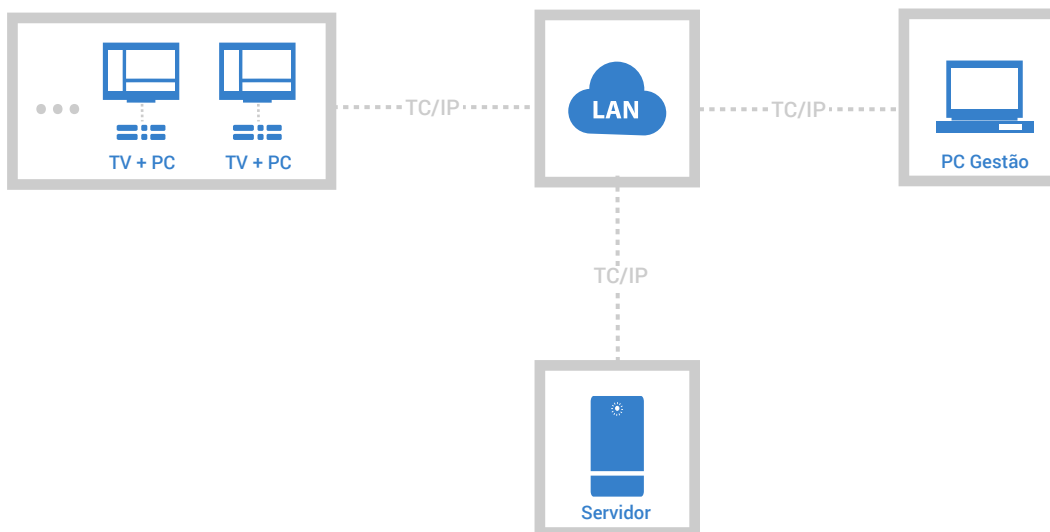 TV + PC
TV + PC
TC/IP
LAN
TC/IP
PC Gestão
TC/IP
Servidor